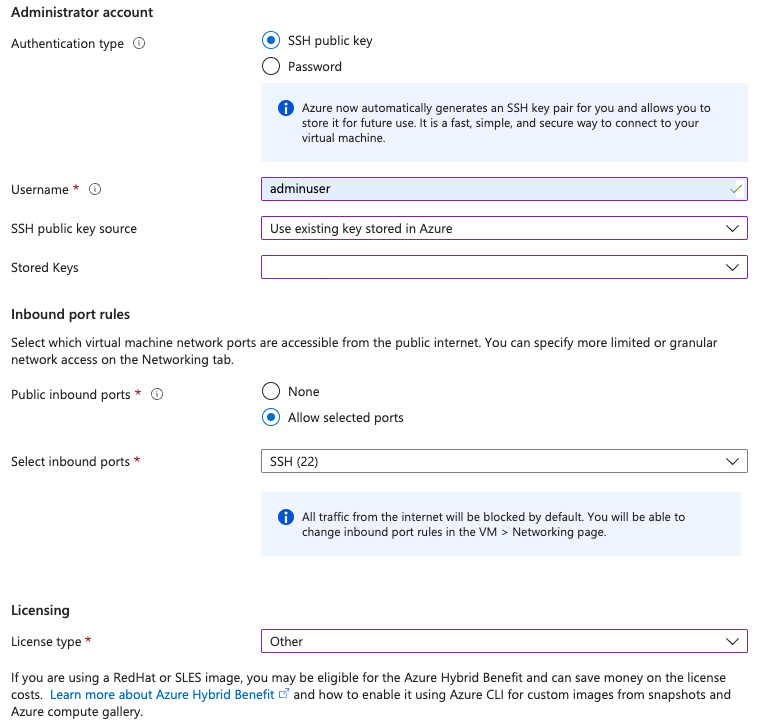 Administrator account
Authentication type
SSH public key
Password
Azure now automatically generates an SSH key pair for you and allows you to
store it for future use. It is a fast, simple, and secure way to connect to your
virtual machine.
Username *
adminuser
SSH public key source
Use existing key stored in Azure
Stored Keys
Inbound port rules
Select which virtual machine network ports are accessible from the public internet. You can specify more limited or granular
network access on the Networking tab.
Public inbound ports *
None
Allow selected ports
Select inbound ports *
SSH (22)
All traffic from the internet will be blocked by default. You will be able to
change inbound port rules in the VM > Networking page.
Licensing
License type *
Other
If you are using a RedHat or SLES image, you may be eligible for the Azure Hybrid Benefit and can save money on the license
costs. Learn more about Azure Hybrid Benefit and how to enable it using Azure CLI for custom images from snapshots and
Azure compute gallery.